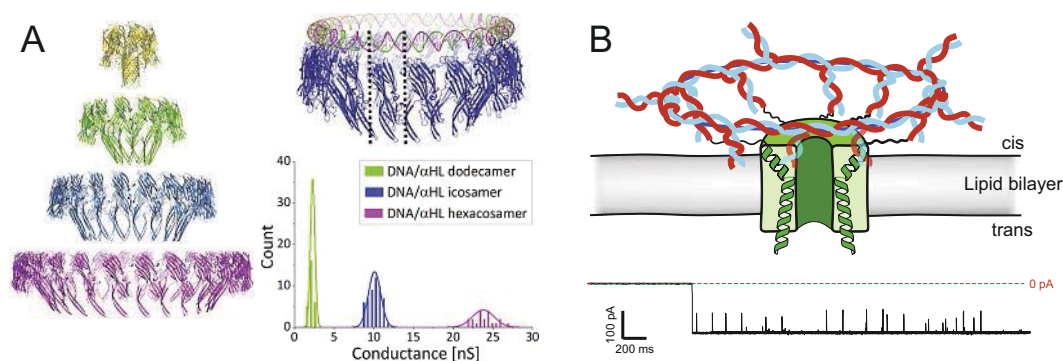 A
40
30
20
10
0
Count
DNA/αHL dodecamer
DNA/αHL icosamer
DNA/αHL hexacosamer
0
5
10
15
20
25
30
Conductance [nS]
B
cis
Lipid bilayer
trans
0 pA
100 pA
200 ms